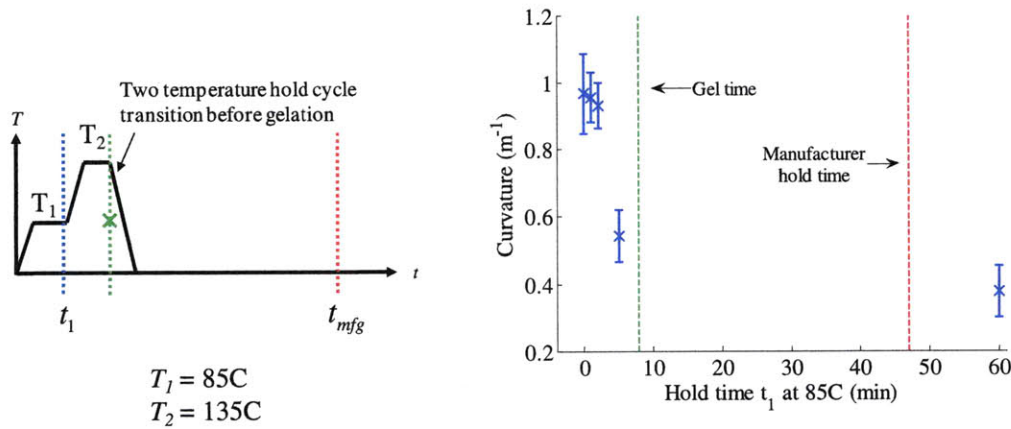 Two temperature hold cycle
transition before gelation
T
T2
T1
t
t1
tmfg
T1 = 85C
T2 = 135C
1.2
1
0.8
0.6
0.4
0.2
Curvature (m-1)
Gel time
Manufacturer
hold time
0 10 20 30 40 50 60
Hold time t1 at 85C (min)